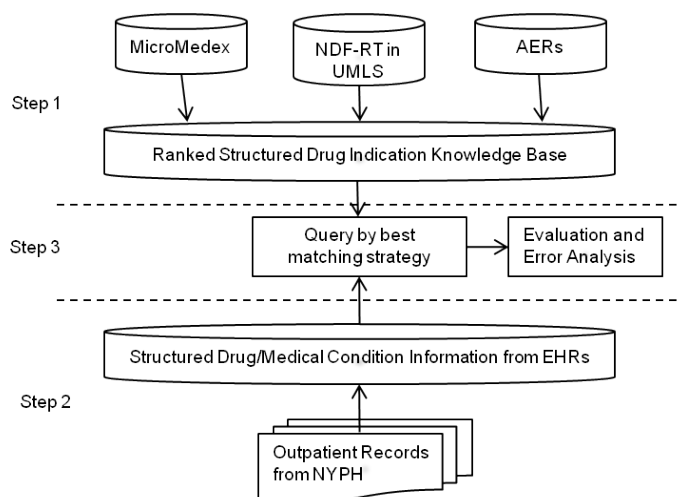 MicroMedex
NDF-RT in
UMLS
AERs
Step 1
Ranked Structured Drug Indication Knowledge Base
Step 3
Query by best
matching strategy
Evaluation and
Error Analysis
Structured Drug/Medical Condition Information from EHRs
Step 2
Outpatient Records
from NYPH